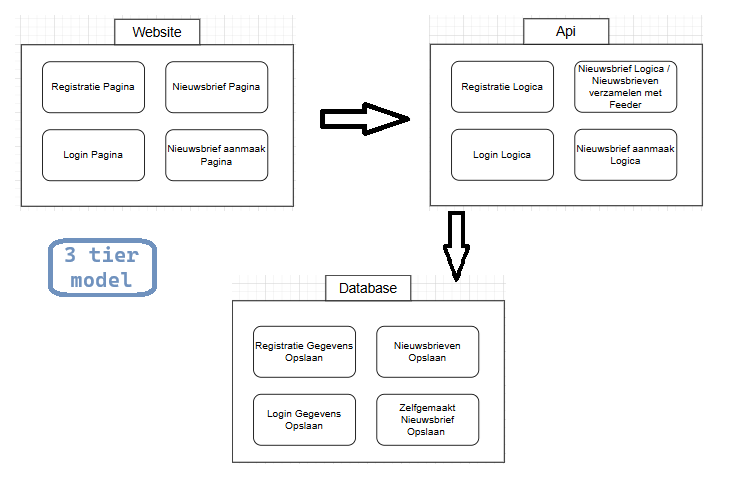 Website
Registratie Pagina
Nieuwsbrief Pagina
Login Pagina
Nieuwsbrief aanmaak
Pagina
Api
Registratie Logica
Nieuwsbrief Logica /
Nieuwsbrieven
verzamelen met
Feeder
Login Logica
Nieuwsbrief aanmaak
Logica
3 tier
model
Database
Registratie Gegevens
Opslaan
Nieuwsbrieven
Opslaan
Login Gegevens
Opslaan
Zelfgemaakt
Nieuwsbrief
Opslaan